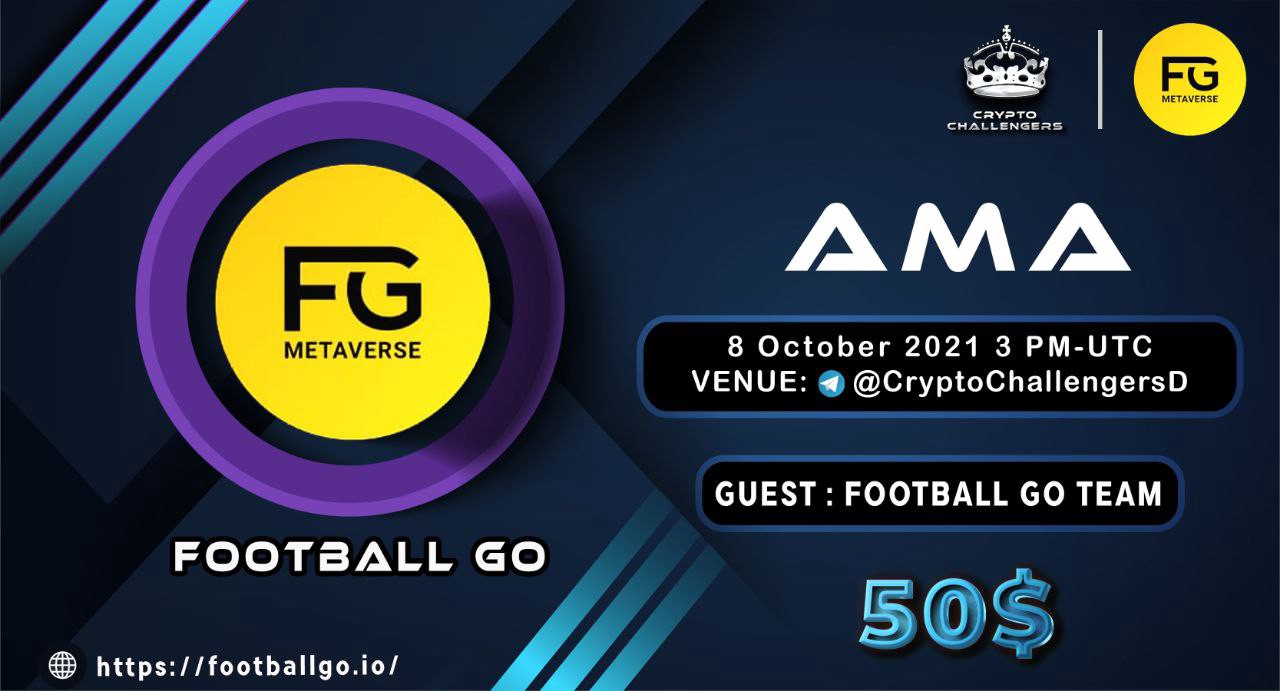 CRYPTO
CHALLENGERS
FG
METAVERSE
FG
METAVERSE
FOOTBALL GO
https://footballgo.io/
AMA
8 October 2021 3 PM-UTC
VENUE: @CryptoChallengersD
GUEST : FOOTBALL GO TEAM
50$